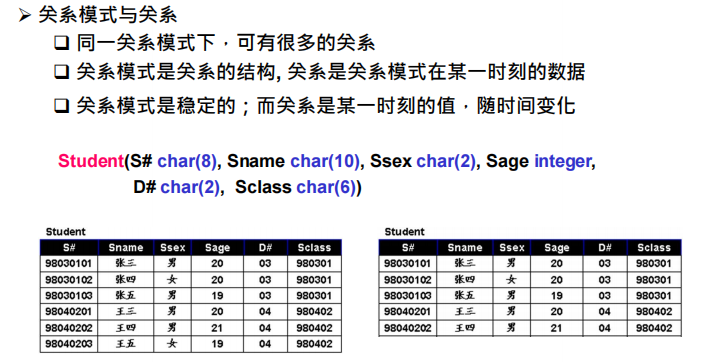 ➢ 关系模式与关系
❑ 同一关系模式下，可有很多的关系
❑ 关系模式是关系的结构, 关系是关系模式在某一时刻的数据
❑ 关系模式是稳定的；而关系是某一时刻的值，随时间变化
Student(S# char(8), Sname char(10), Ssex char(2), Sage integer,
D# char(2), Sclass char(6))
Student
S# Sname Ssex Sage D# Sclass
98030101 张三 男 20 03 980301
98030102 张四 女 20 03 980301
98030103 张五 男 19 03 980301
98040201 王三 男 20 04 980402
98040202 王四 男 21 04 980402
98040203 王五 女 19 04 980402
Student
S# Sname Ssex Sage D# Sclass
98030101 张三 男 20 03 980301
98030102 张四 女 20 03 980301
98030103 张五 男 19 03 980301
98040201 王三 男 20 04 980402
98040202 王四 男 21 04 980402